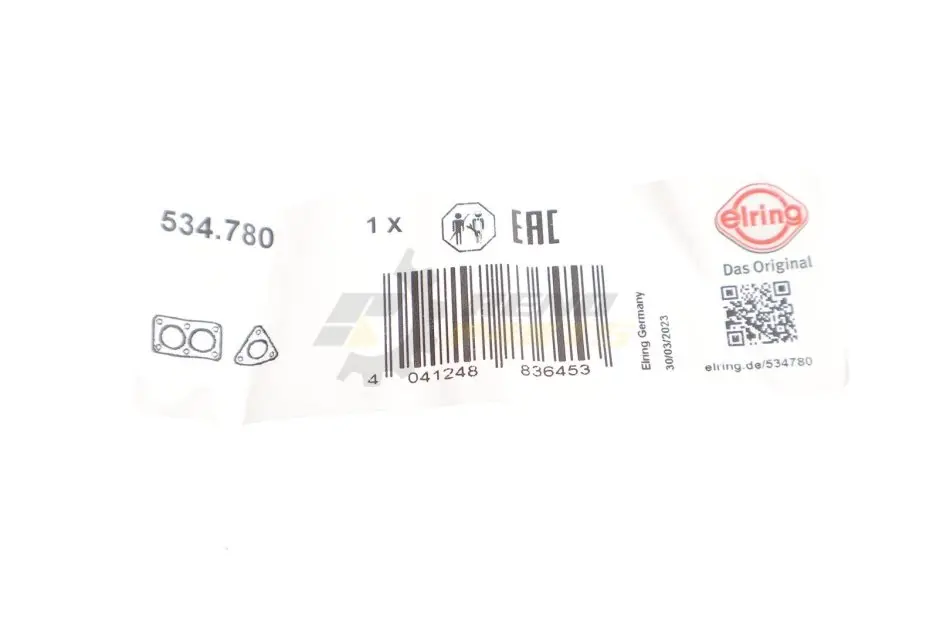 534.780
1 X
EAC
elring
Das Original
4 041248 836453
Elring Germany
30/03/2023
elring.de/534780